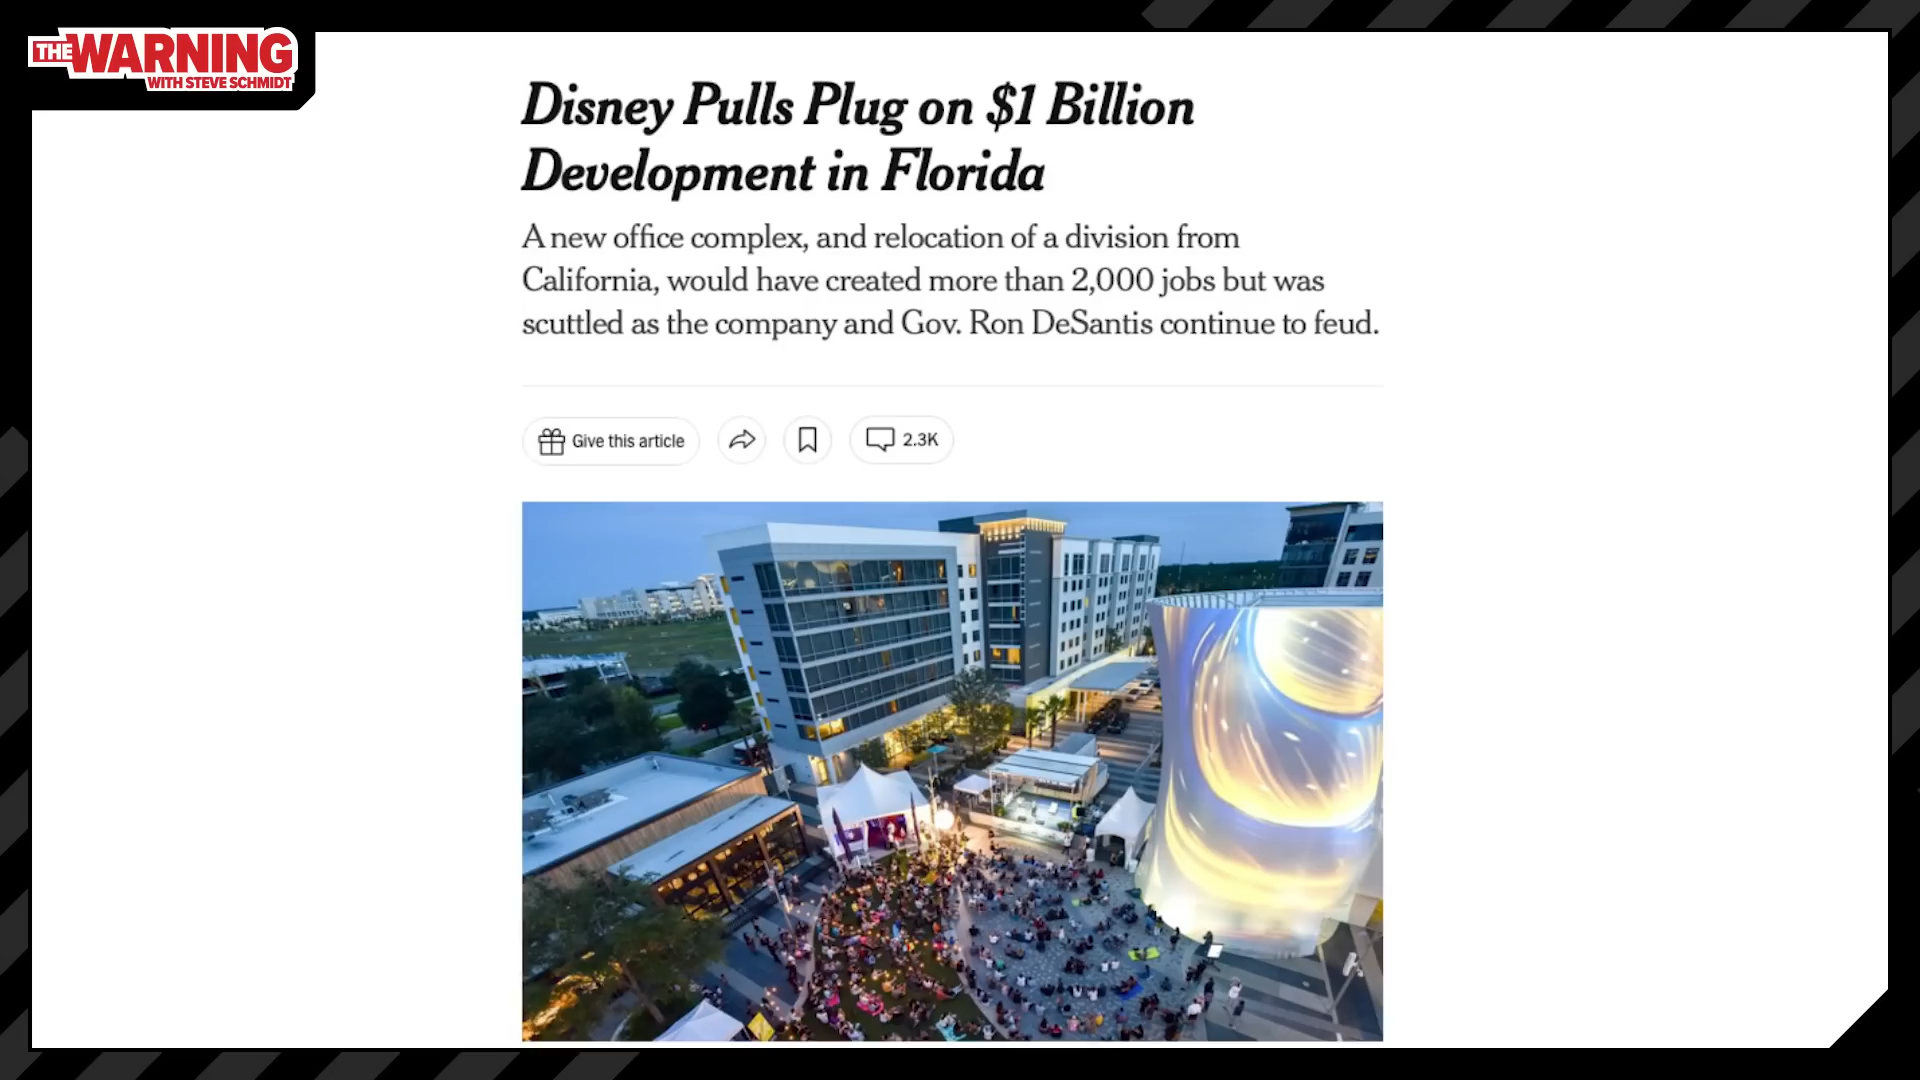 THE WARNING
WITH STEVE SCHMIDT
Disney Pulls Plug on $1 Billion
Development in Florida
A new office complex, and relocation of a division from
California, would have created more than 2,000 jobs but was
scuttled as the company and Gov. Ron DeSantis continue to feud.
Give this article
2.3K